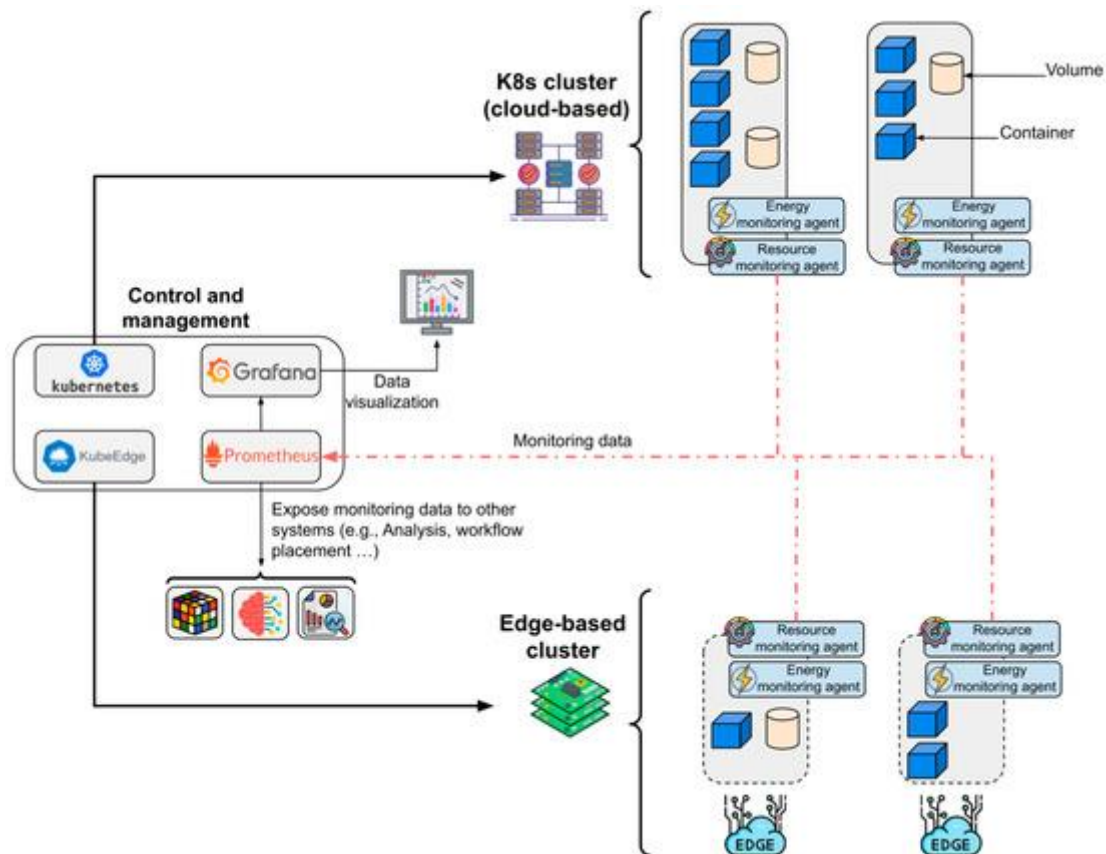 K8s cluster
(cloud-based)
Volume
Container
Energy
monitoring agent
Resource
monitoring agent
Energy
monitoring agent
Resource
monitoring agent
Control and
management
kubernetes
Grafana
Data
visualization
KubeEdge
Prometheus
Monitoring data
Expose monitoring data to other
systems (e.g., Analysis, workflow
placement ...)
Edge-based
cluster
Resource
monitoring agent
Energy
monitoring agent
Resource
monitoring agent
Energy
monitoring agent
EDGE
EDGE